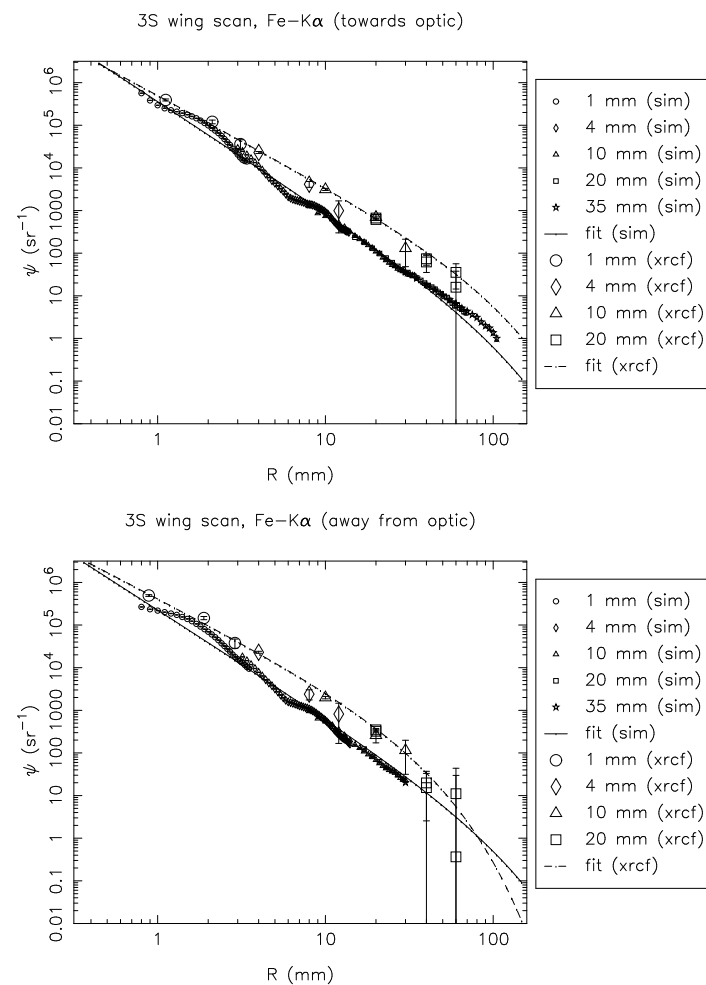 3S wing scan, Fe−Kα (towards optic)
10⁶
10⁵
10⁴
1000
100
10
1
0.1
0.01
ψ (sr⁻¹)
1
10
100
R (mm)
1 mm (sim)
4 mm (sim)
10 mm (sim)
20 mm (sim)
35 mm (sim)
fit (sim)
1 mm (xrcf)
4 mm (xrcf)
10 mm (xrcf)
20 mm (xrcf)
fit (xrcf)
3S wing scan, Fe−Kα (away from optic)
10⁶
10⁵
10⁴
1000
100
10
1
0.1
0.01
ψ (sr⁻¹)
1
10
100
R (mm)
1 mm (sim)
4 mm (sim)
10 mm (sim)
20 mm (sim)
35 mm (sim)
fit (sim)
1 mm (xrcf)
4 mm (xrcf)
10 mm (xrcf)
20 mm (xrcf)
fit (xrcf)